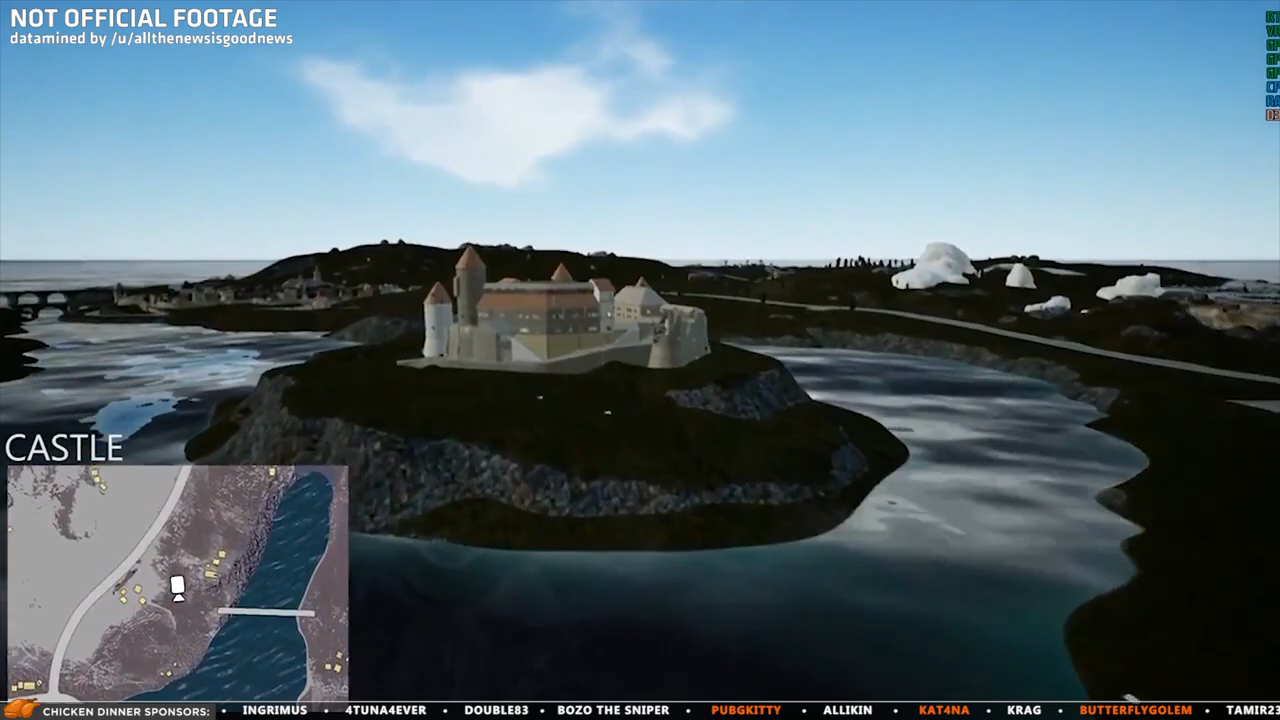 NOT OFFICIAL FOOTAGE
datamined by /u/allthenewsisgoodnews
CASTLE
CHICKEN DINNER SPONSORS: • INGRIMUS • 4TUNA4EVER • DOUBLE83 • BOZO THE SNIPER • PUBGKITTY • ALLIKIN • KAT4NA • KRAG • BUTTERFLYGOLEM • TAMIR23